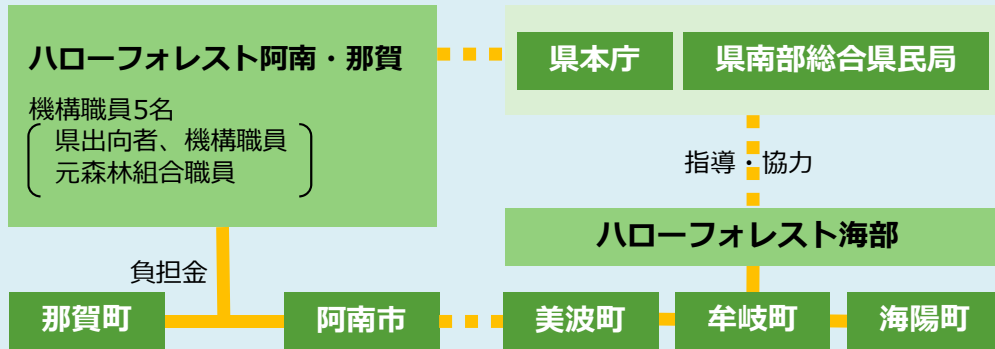 ハローフォレスト阿南・那賀
機構職員5名
県出向者、機構職員
元森林組合職員
県本庁
県南部総合県民局
指導・協力
ハローフォレスト海部
負担金
那賀町
阿南市
美波町
牟岐町
海陽町